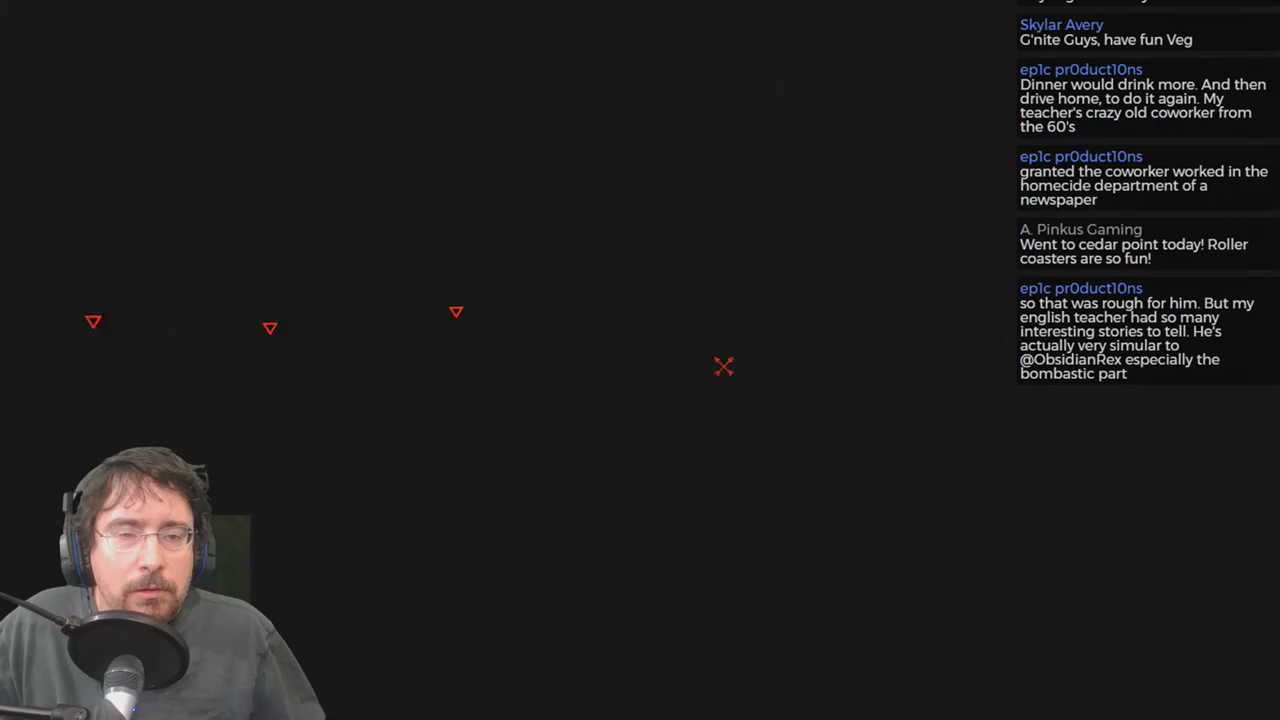 Skylar Avery
G'nite Guys, have fun Veg
ep1c pr0duct10ns
Dinner would drink more. And then
drive home, to do it again. My
teacher's crazy old coworker from
the 60's
ep1c pr0duct10ns
granted the coworker worked in the
homecide department of a
newspaper
A. Pinkus Gaming
Went to cedar point today! Roller
coasters are so fun!
ep1c pr0duct10ns
so that was rough for him. But my
english teacher had so many
interesting stories to tell. He's
actually very simular to
@ObsidianRex especially the
bombastic part